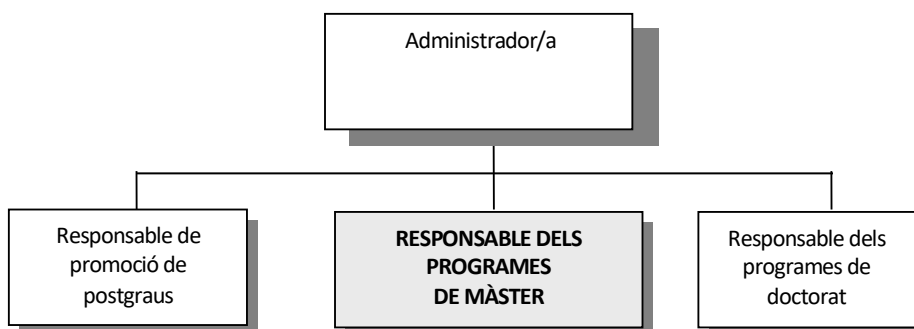 Administrador/a
Responsable de
promoció de
postgraus
RESPONSABLE DELS
PROGRAMES
DE MÀSTER
Responsable dels
programes de
doctorat